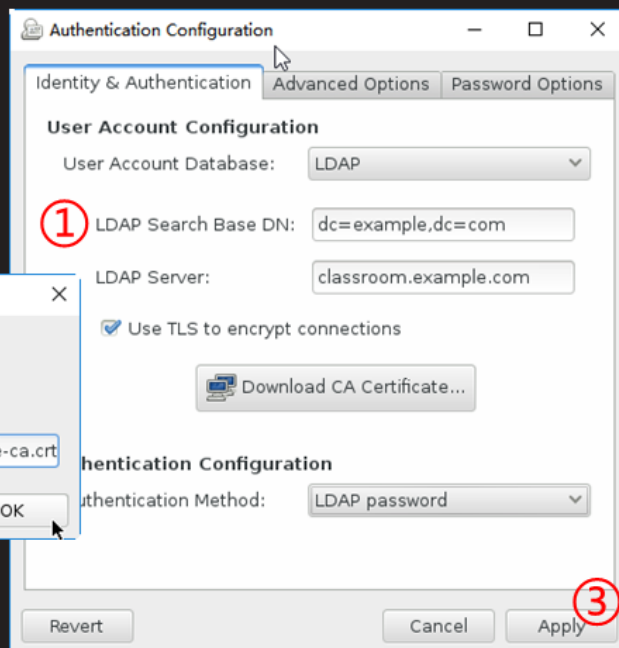 Authentication Configuration
Identity & Authentication Advanced Options Password Options
User Account Configuration
User Account Database: LDAP
① LDAP Search Base DN: dc=example,dc=com
LDAP Server: classroom.example.com
Use TLS to encrypt connections
Download CA Certificate...
-ca.crt
hentication Configuration
OK
uthentication Method: LDAP password
Revert Cancel Apply ③